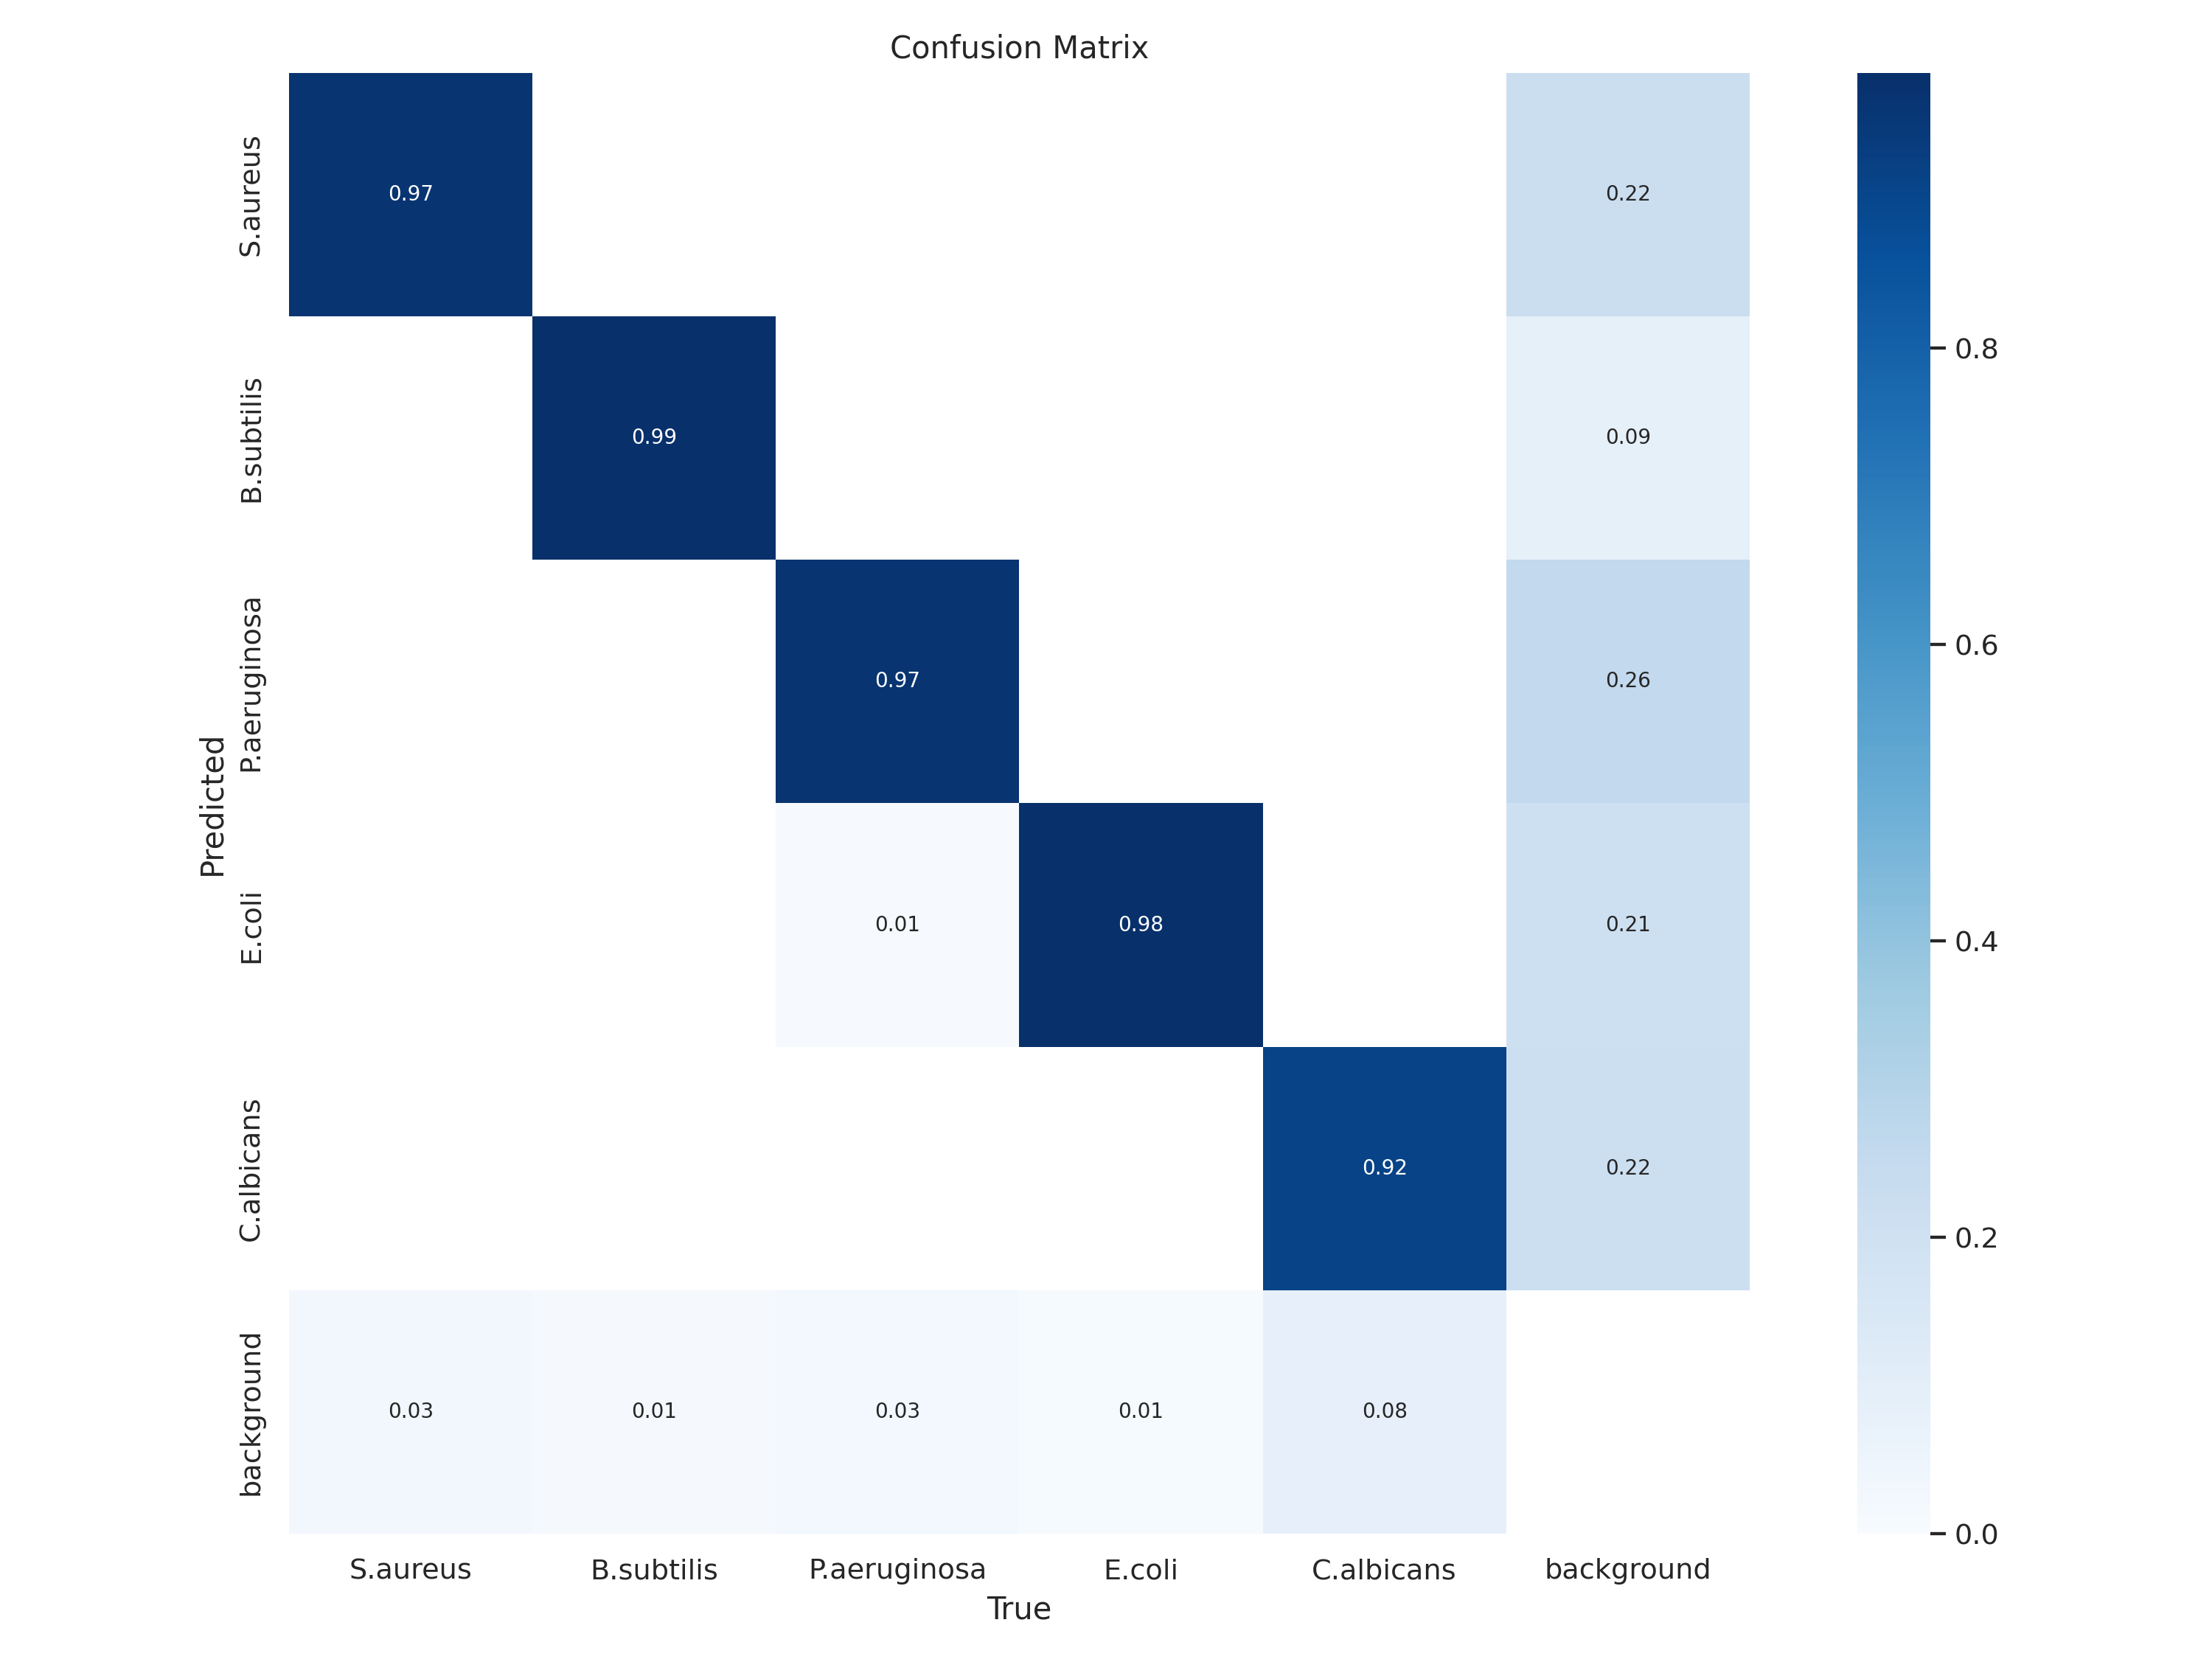 Confusion Matrix
Predicted
S.aureus
0.97
0.22
B.subtilis
0.99
0.09
P.aeruginosa
0.97
0.26
E.coli
0.01
0.98
0.21
C.albicans
0.92
0.22
background
0.03
0.01
0.03
0.01
0.08
S.aureus
B.subtilis
P.aeruginosa
E.coli
C.albicans
background
True
0.8
0.6
0.4
0.2
0.0